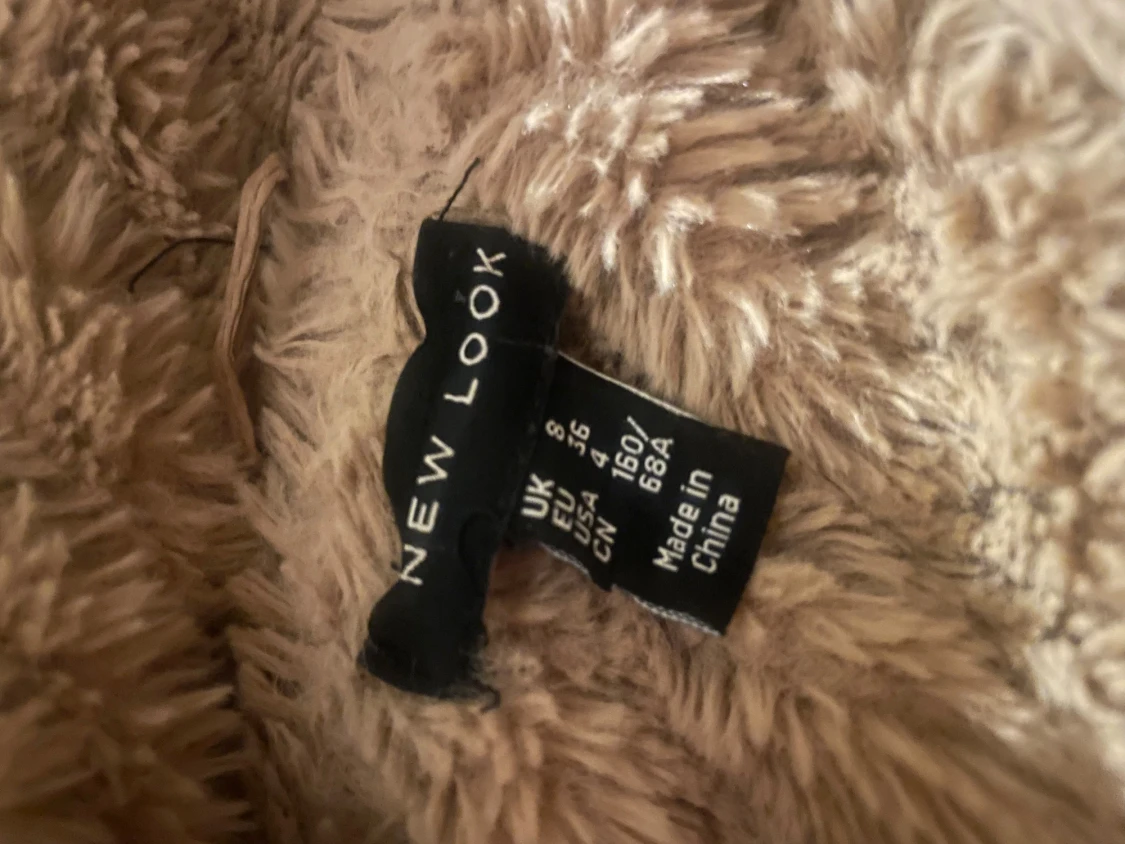 NEW LOOK
UK 8
EU 36
USA 4
CN 160/
68A
Made in
China